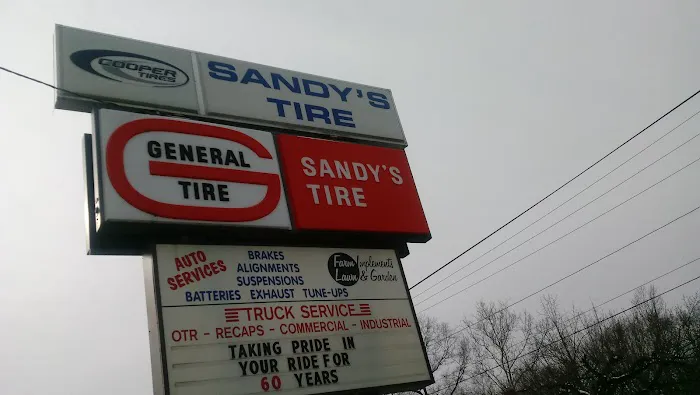 COOPER
TIRES
SANDY'S
TIRE
GENERAL
TIRE
SANDY'S
TIRE
AUTO
SERVICES
BRAKES
ALIGNMENTS
SUSPENSIONS
BATTERIES EXHAUST TUNE-UPS
Farm Implements
Lawn & Garden
TRUCK SERVICE
OTR - RECAPS - COMMERCIAL - INDUSTRIAL
TAKING PRIDE IN
YOUR RIDE FOR
60 YEARS